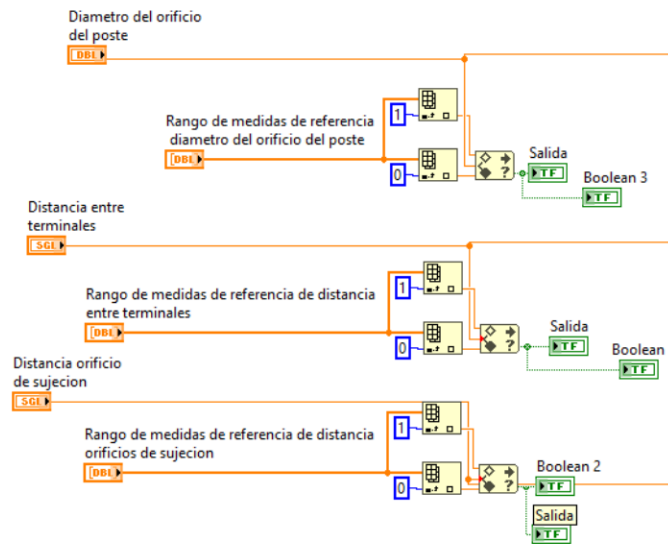 Diametro del orificio
del poste
DBL
Rango de medidas de referencia
diametro del orificio del poste
[DBL]
1
0
?
Salida
TF
Boolean 3
TF
Distancia entre
terminales
SGL
Rango de medidas de referencia de distancia
entre terminales
[DBL]
1
0
?
Salida
TF
Boolean
TF
Distancia orificio
de sujecion
SGL
Rango de medidas de referencia de distancia
orificios de sujecion
[DBL]
1
0
?
Boolean 2
TF
Salida
TF